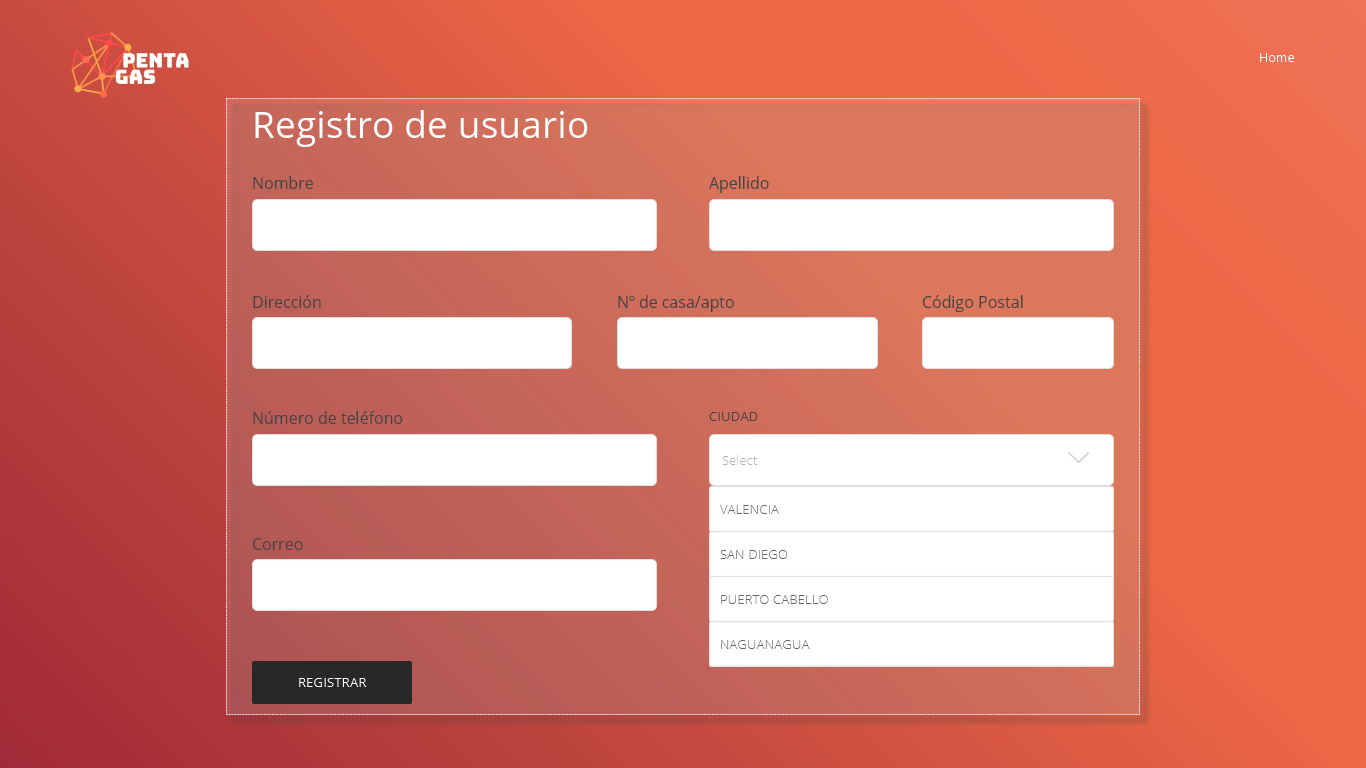 PENTA
GAS
Home
Registro de usuario
Nombre
Apellido
Dirección
Nº de casa/apto
Código Postal
Número de teléfono
CIUDAD
Select
VALENCIA
SAN DIEGO
PUERTO CABELLO
NAGUANAGUA
Correo
REGISTRAR